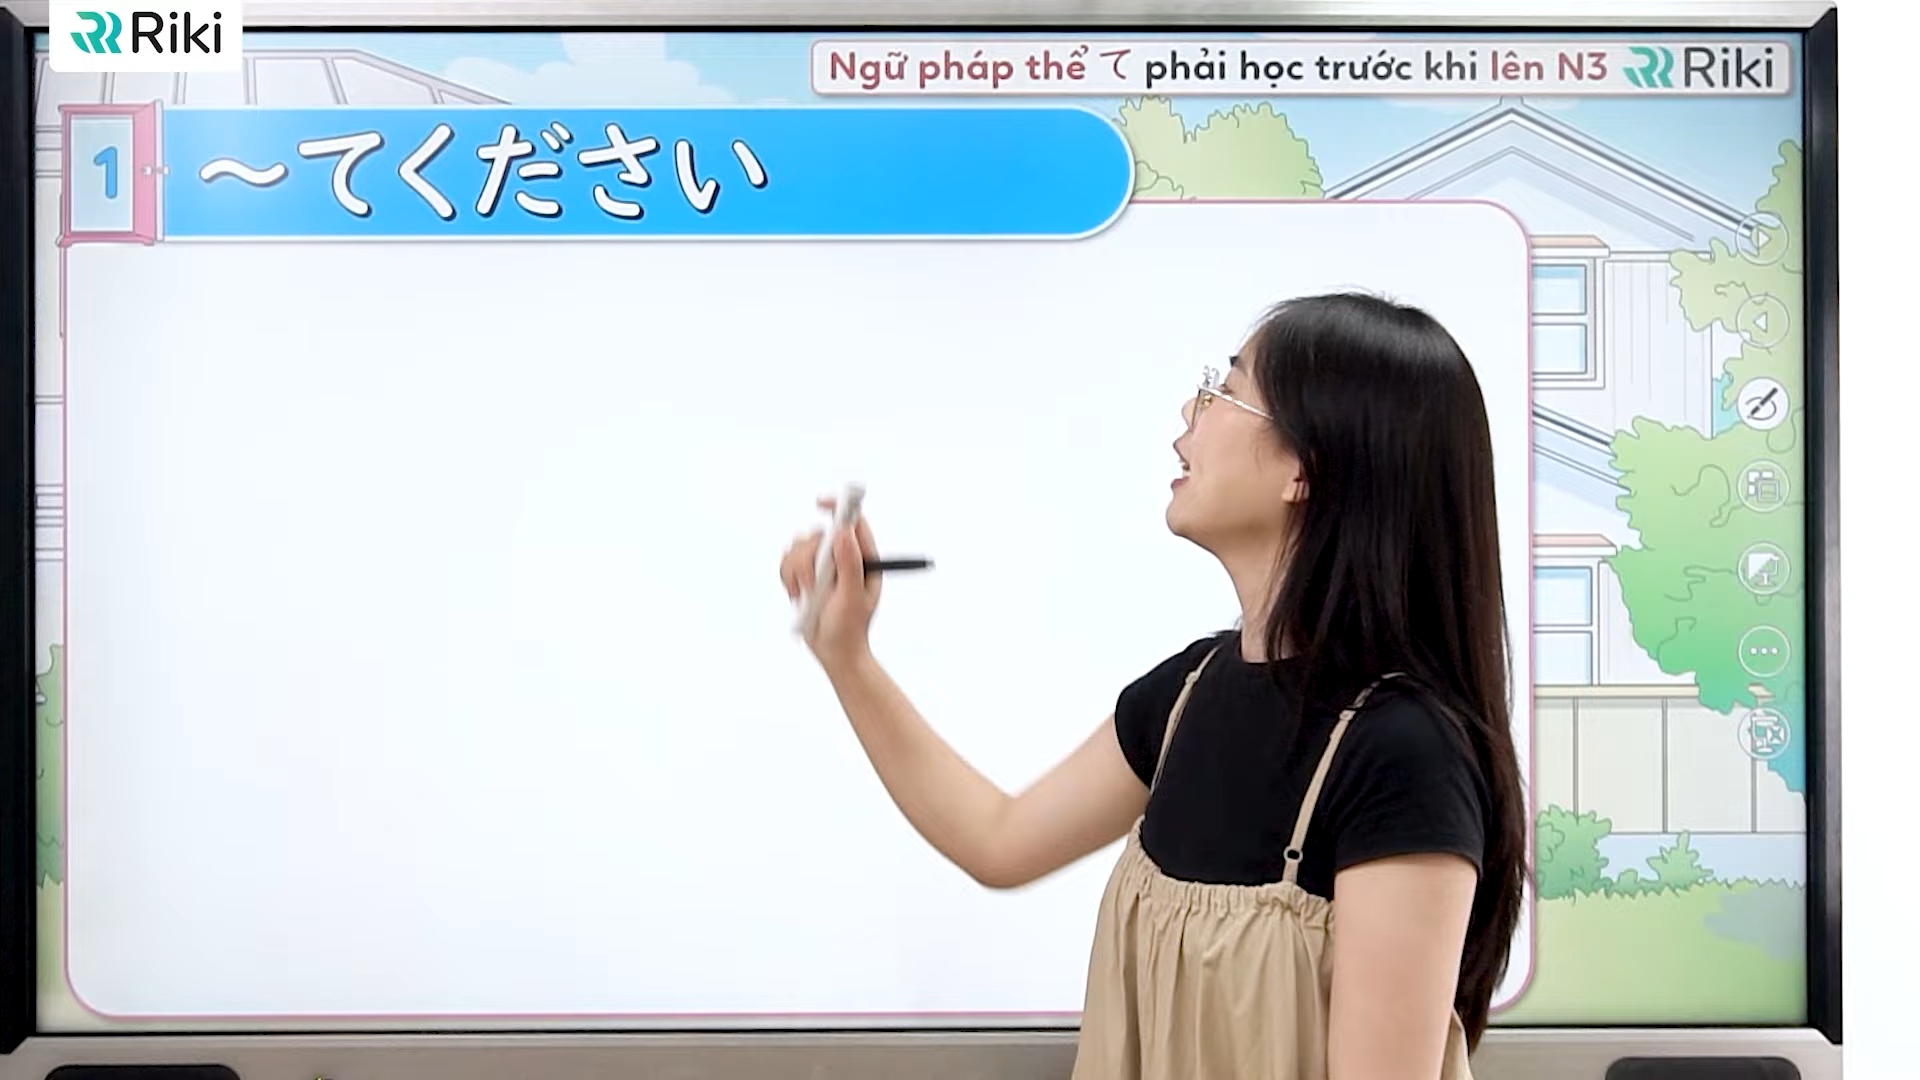 Riki
Ngữ pháp thể て phải học trước khi lên N3 Riki
1 ～てください